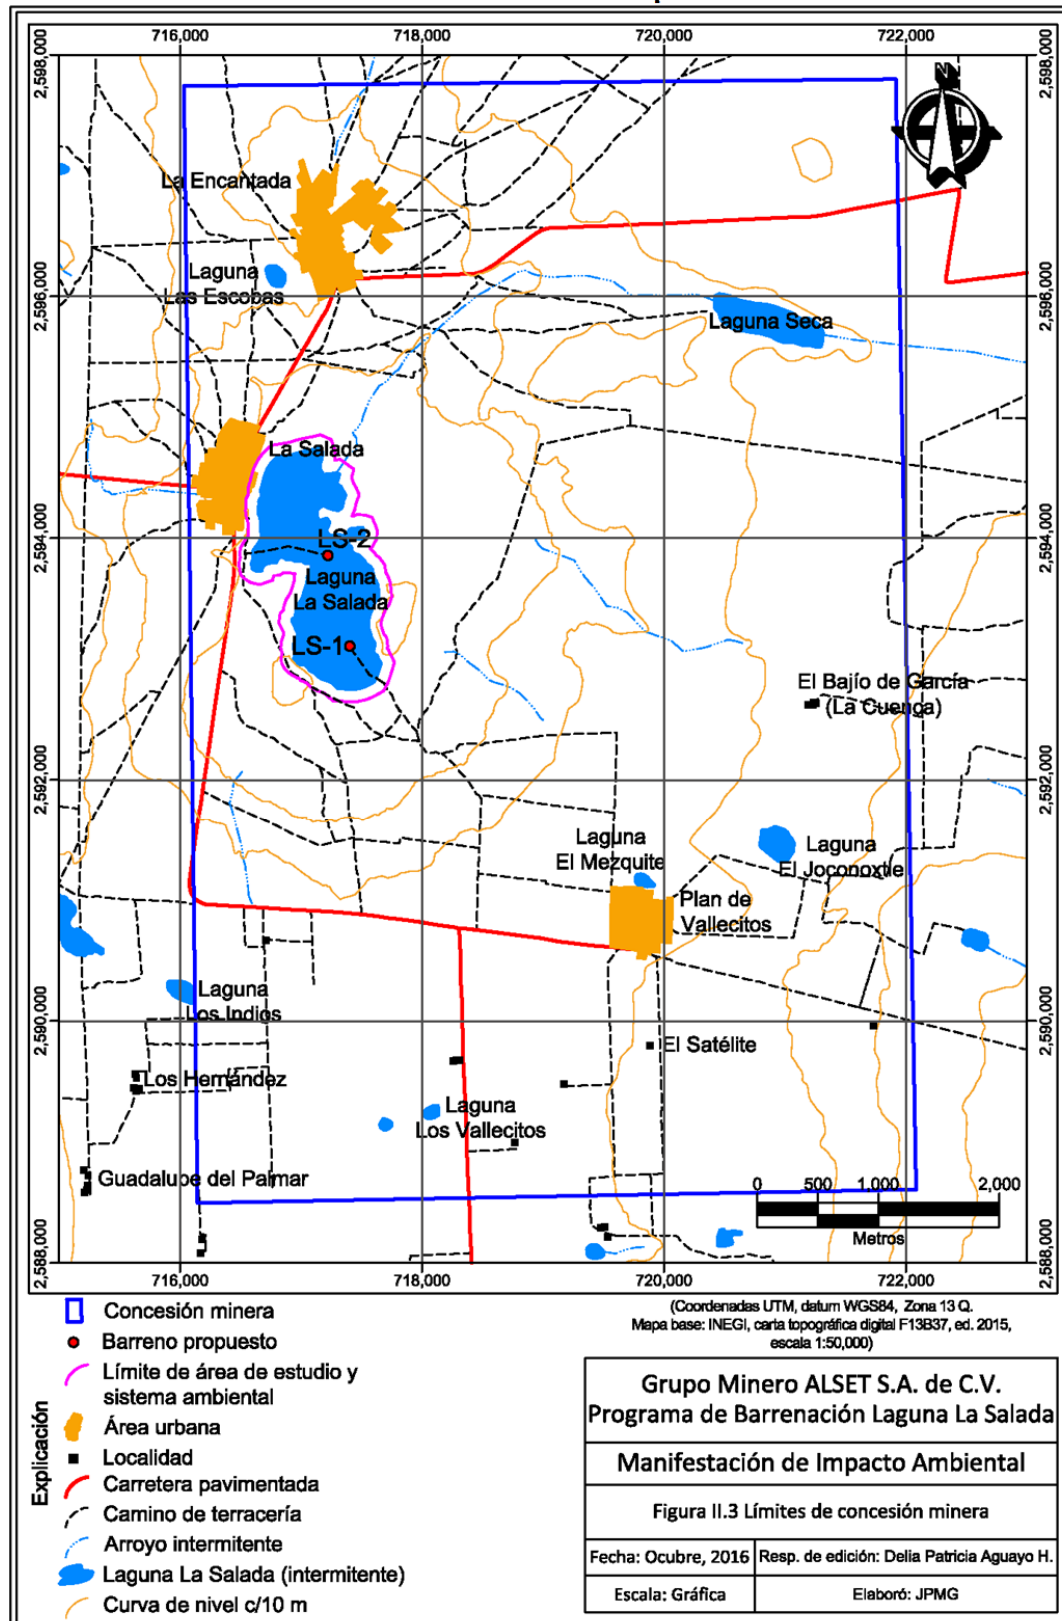 716,000 718,000 720,000 722,000
2,598,000 2,598,000
N
La Encantada
Laguna
Las Escobas
2,596,000 2,596,000
Laguna Seca
La Salada
2,594,000 2,594,000
LS-2
Laguna
La Salada
LS-1
El Bajío de García
(La Cuenca)
2,592,000 2,592,000
Laguna
El Mezquite
Laguna
El Joconoxtle
Plan de
Vallecitos
Laguna
Los Indios
2,590,000 2,590,000
El Satélite
Los Hernández
Laguna
Los Vallecitos
Guadalupe del Palmar
0 500 1,000 2,000
Metros
2,588,000 2,588,000
716,000 718,000 720,000 722,000
Explicación
Concesión minera
Barreno propuesto
Límite de área de estudio y
sistema ambiental
Área urbana
Localidad
Carretera pavimentada
Camino de terracería
Arroyo intermitente
Laguna La Salada (intermitente)
Curva de nivel c/10 m
(Coordenadas UTM, datum WGS84, Zona 13 Q.
Mapa base: INEGI, carta topográfica digital F13B37, ed. 2015,
escala 1:50,000)
Grupo Minero ALSET S.A. de C.V.
Programa de Barrenación Laguna La Salada
Manifestación de Impacto Ambiental
Figura II.3 Límites de concesión minera
Fecha: Ocubre, 2016 Resp. de edición: Delia Patricia Aguayo H.
Escala: Gráfica Elaboró: JPMG